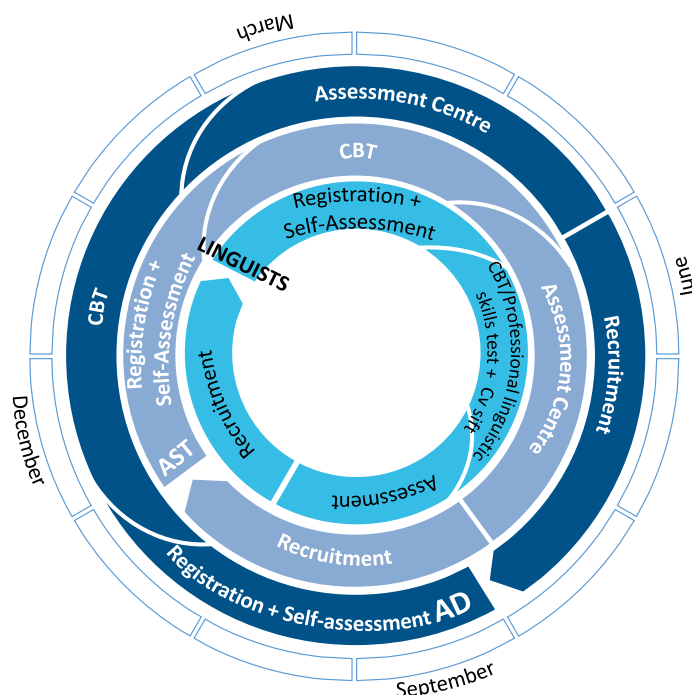 March
June
September
December
Assessment Centre
Recruitment
AD
Registration + Self-assessment
CBT
CBT
Assessment Centre
Recruitment
AST
Registration +
Self-Assessment
LINGUISTS
Registration +
Self-Assessment
CBT/Professional linguistic
skills test + Cv sift
Assessment
Recruitment